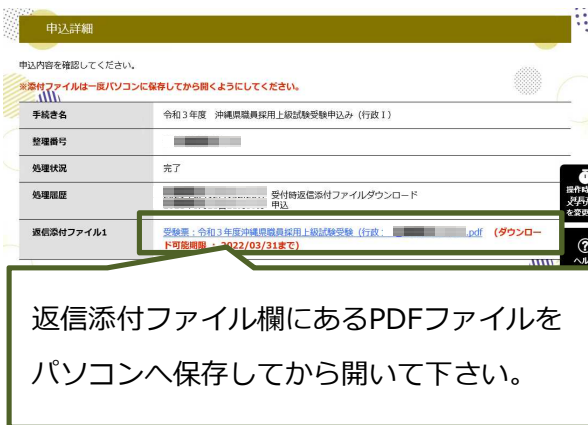 申込詳細
申込内容を確認してください。
※添付ファイルは一度パソコンに保存してから開くようにしてください。
手続き名 令和3年度 沖縄県職員採用上級試験受験申込み（行政Ⅰ）
整理番号
処理状況 完了
処理履歴 受付時返信添付ファイルダウンロード
申込
返信添付ファイル1 受験票：令和3年度沖縄県職員採用上級試験受験（行政： .pdf (ダウンロー
ド可能期限 ： 2022/03/31まで)
操作時
を変更
ヘル
返信添付ファイル欄にあるPDFファイルを
パソコンへ保存してから開いて下さい。